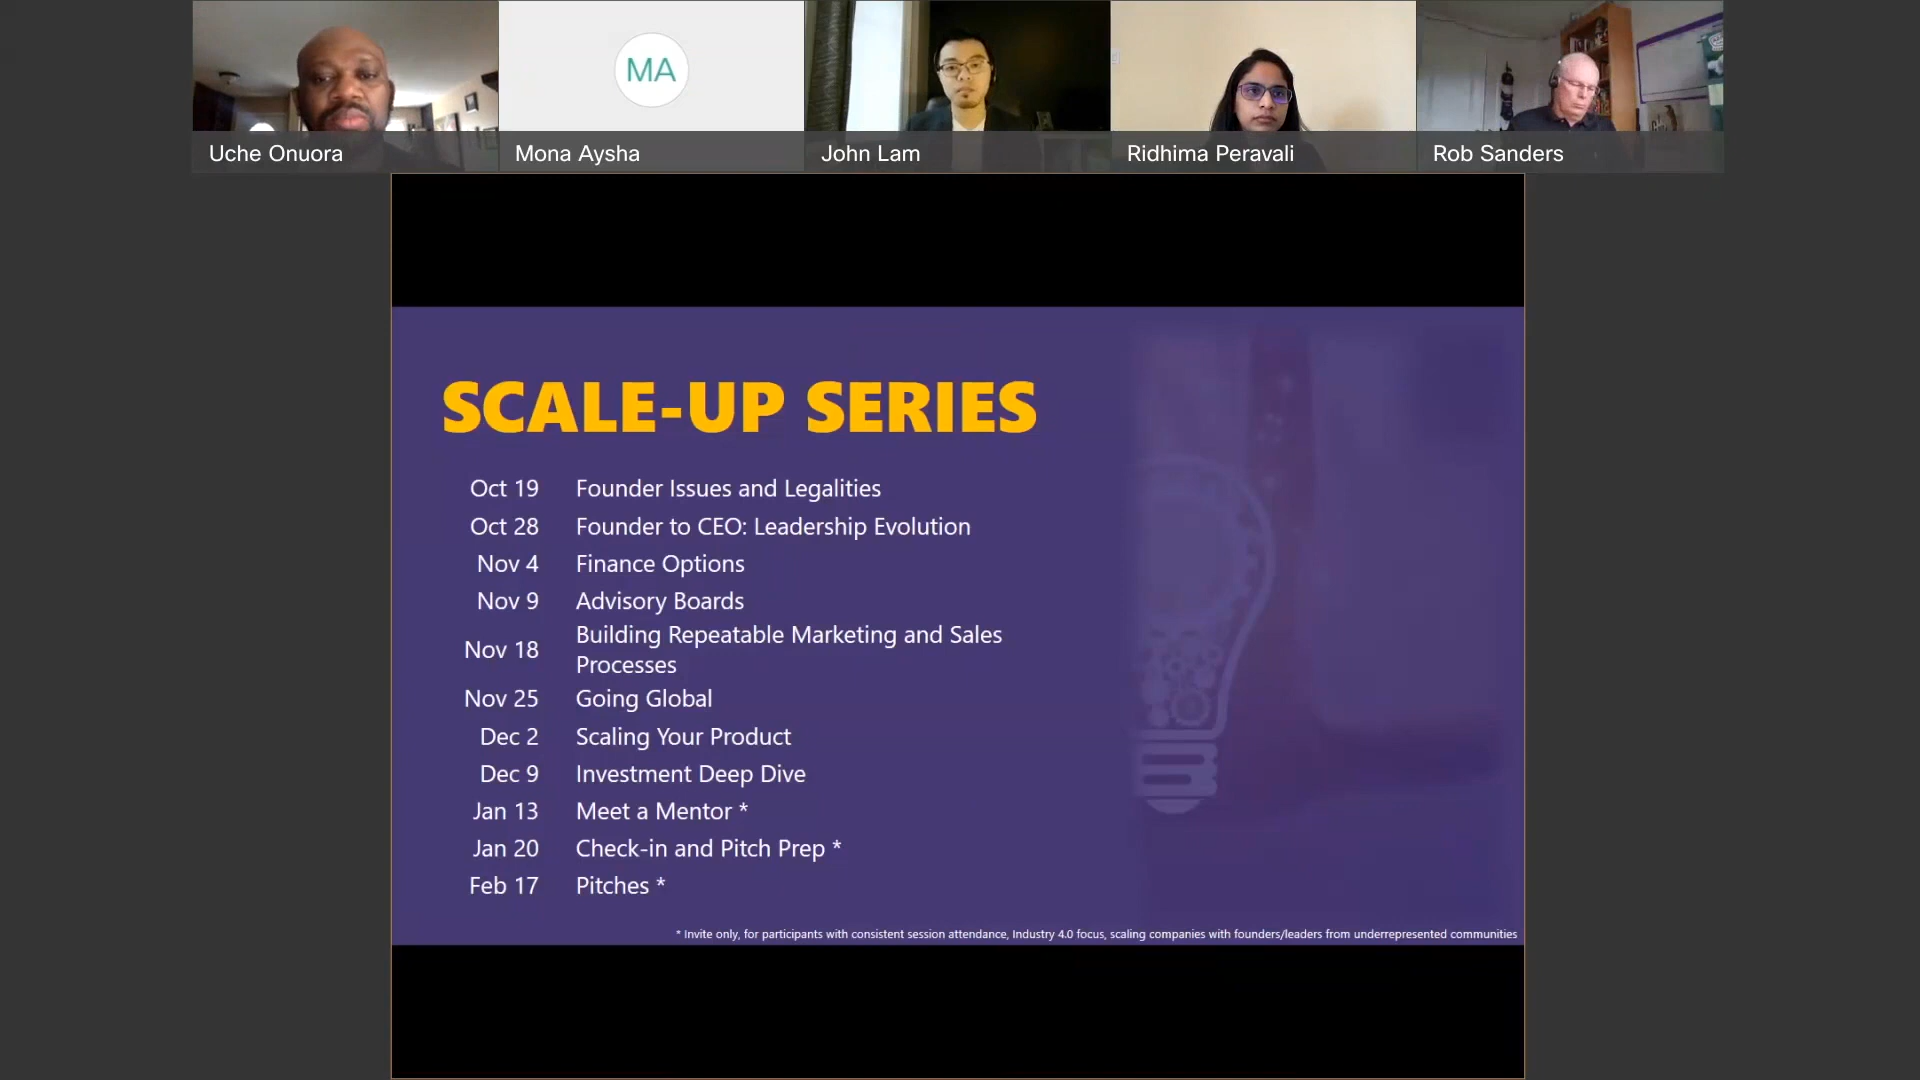 MA
Uche Onuora
Mona Aysha
John Lam
Ridhima Peravali
Rob Sanders
SCALE-UP SERIES
Oct 19 Founder Issues and Legalities
Oct 28 Founder to CEO: Leadership Evolution
Nov 4 Finance Options
Nov 9 Advisory Boards
Nov 18 Building Repeatable Marketing and Sales
Processes
Nov 25 Going Global
Dec 2 Scaling Your Product
Dec 9 Investment Deep Dive
Jan 13 Meet a Mentor *
Jan 20 Check-in and Pitch Prep *
Feb 17 Pitches *
* Invite only, for participants with consistent session attendance, Industry 4.0 focus, scaling companies with founders/leaders from underrepresented communities